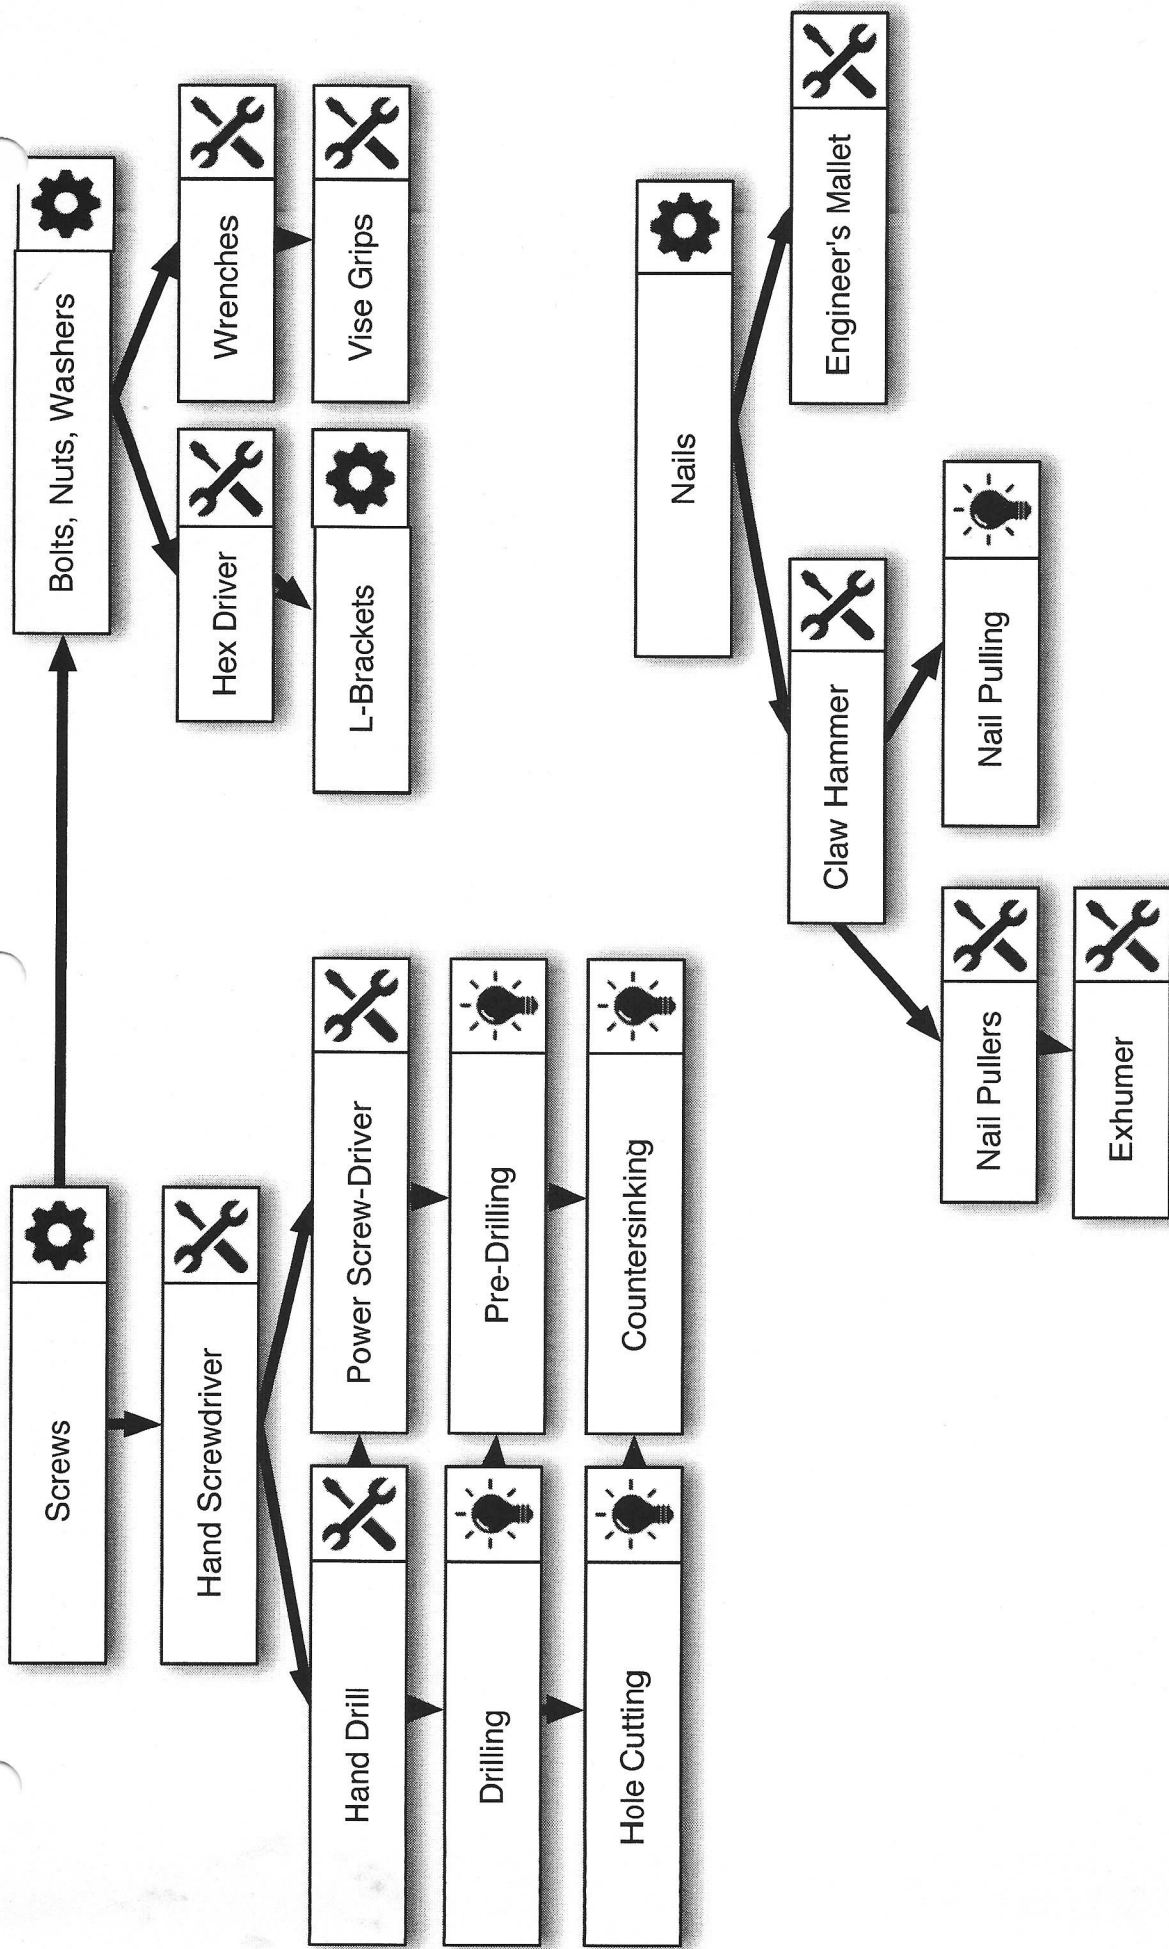 Screws
Bolts, Nuts, Washers
Hand Screwdriver
Hex Driver
Wrenches
Hand Drill
Power Screw-Driver
L-Brackets
Vise Grips
Drilling
Pre-Drilling
Hole Cutting
Countersinking
Nails
Claw Hammer
Engineer's Mallet
Nail Pullers
Nail Pulling
Exhumer